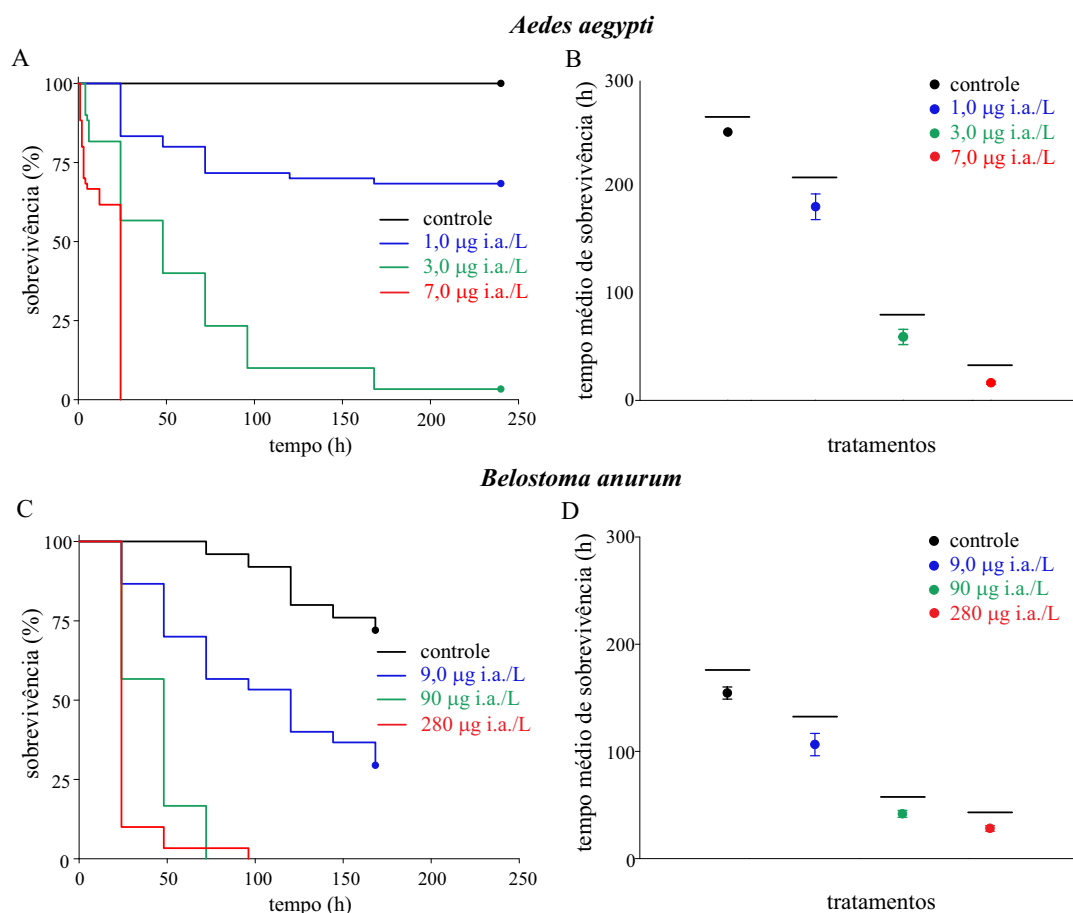 Aedes aegypti
A
sobrevivência (%)
100
75
50
25
0
0
50
100
150
200
250
tempo (h)
controle
1,0 µg i.a./L
3,0 µg i.a./L
7,0 µg i.a./L
B
tempo médio de sobrevivência (h)
300
200
100
0
controle
1,0 µg i.a./L
3,0 µg i.a./L
7,0 µg i.a./L
tratamentos
Belostoma anurum
C
sobrevivência (%)
100
75
50
25
0
0
50
100
150
200
250
tempo (h)
controle
9,0 µg i.a./L
90 µg i.a./L
280 µg i.a./L
D
tempo médio de sobrevivência (h)
300
200
100
0
controle
9,0 µg i.a./L
90 µg i.a./L
280 µg i.a./L
tratamentos